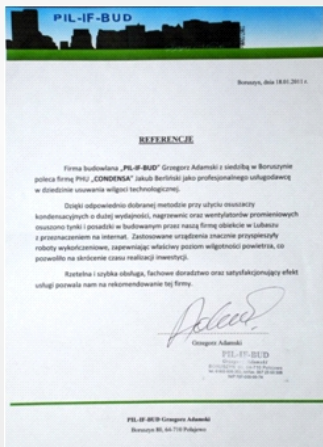 PIL-IF-BUD
Boruszyn, dnia 18.01.2011 r.
REFERENCJE
Firma budowlana „PIL-IF-BUD" Grzegorz Adamski z siedzibą w Boruszynie
poleca firmę PHU „CONDENSA" Jakub Berliński jako profesjonalnego usługodawcę
w dziedzinie usuwania wilgoci technologicznej.
Dzięki odpowiednio dobranej metodzie przy użyciu osuszaczy
kondensacyjnych o dużej wydajności, nagrzewnic oraz wentylatorów promieniowych
osuszono tynki i posadzki w budowanym przez naszą firmę obiekcie w Lubaszu
z przeznaczeniem na internat. Zastosowane urządzenia znacznie przyspieszyły
roboty wykończeniowe, zapewniając właściwy poziom wilgotności powietrza, co
pozwoliło na skrócenie czasu realizacji inwestycji.
Rzetelna i szybka obsługa, fachowe doradztwo oraz satysfakcjonujący efekt
usługi pozwala nam na rekomendowanie tej firmy.
Grzegorz Adamski
PIL-IF-BUD
Grzegorz Adamski
PIL-IF-BUD Grzegorz Adamski
Boruszyn 80, 64-710 Połajewo